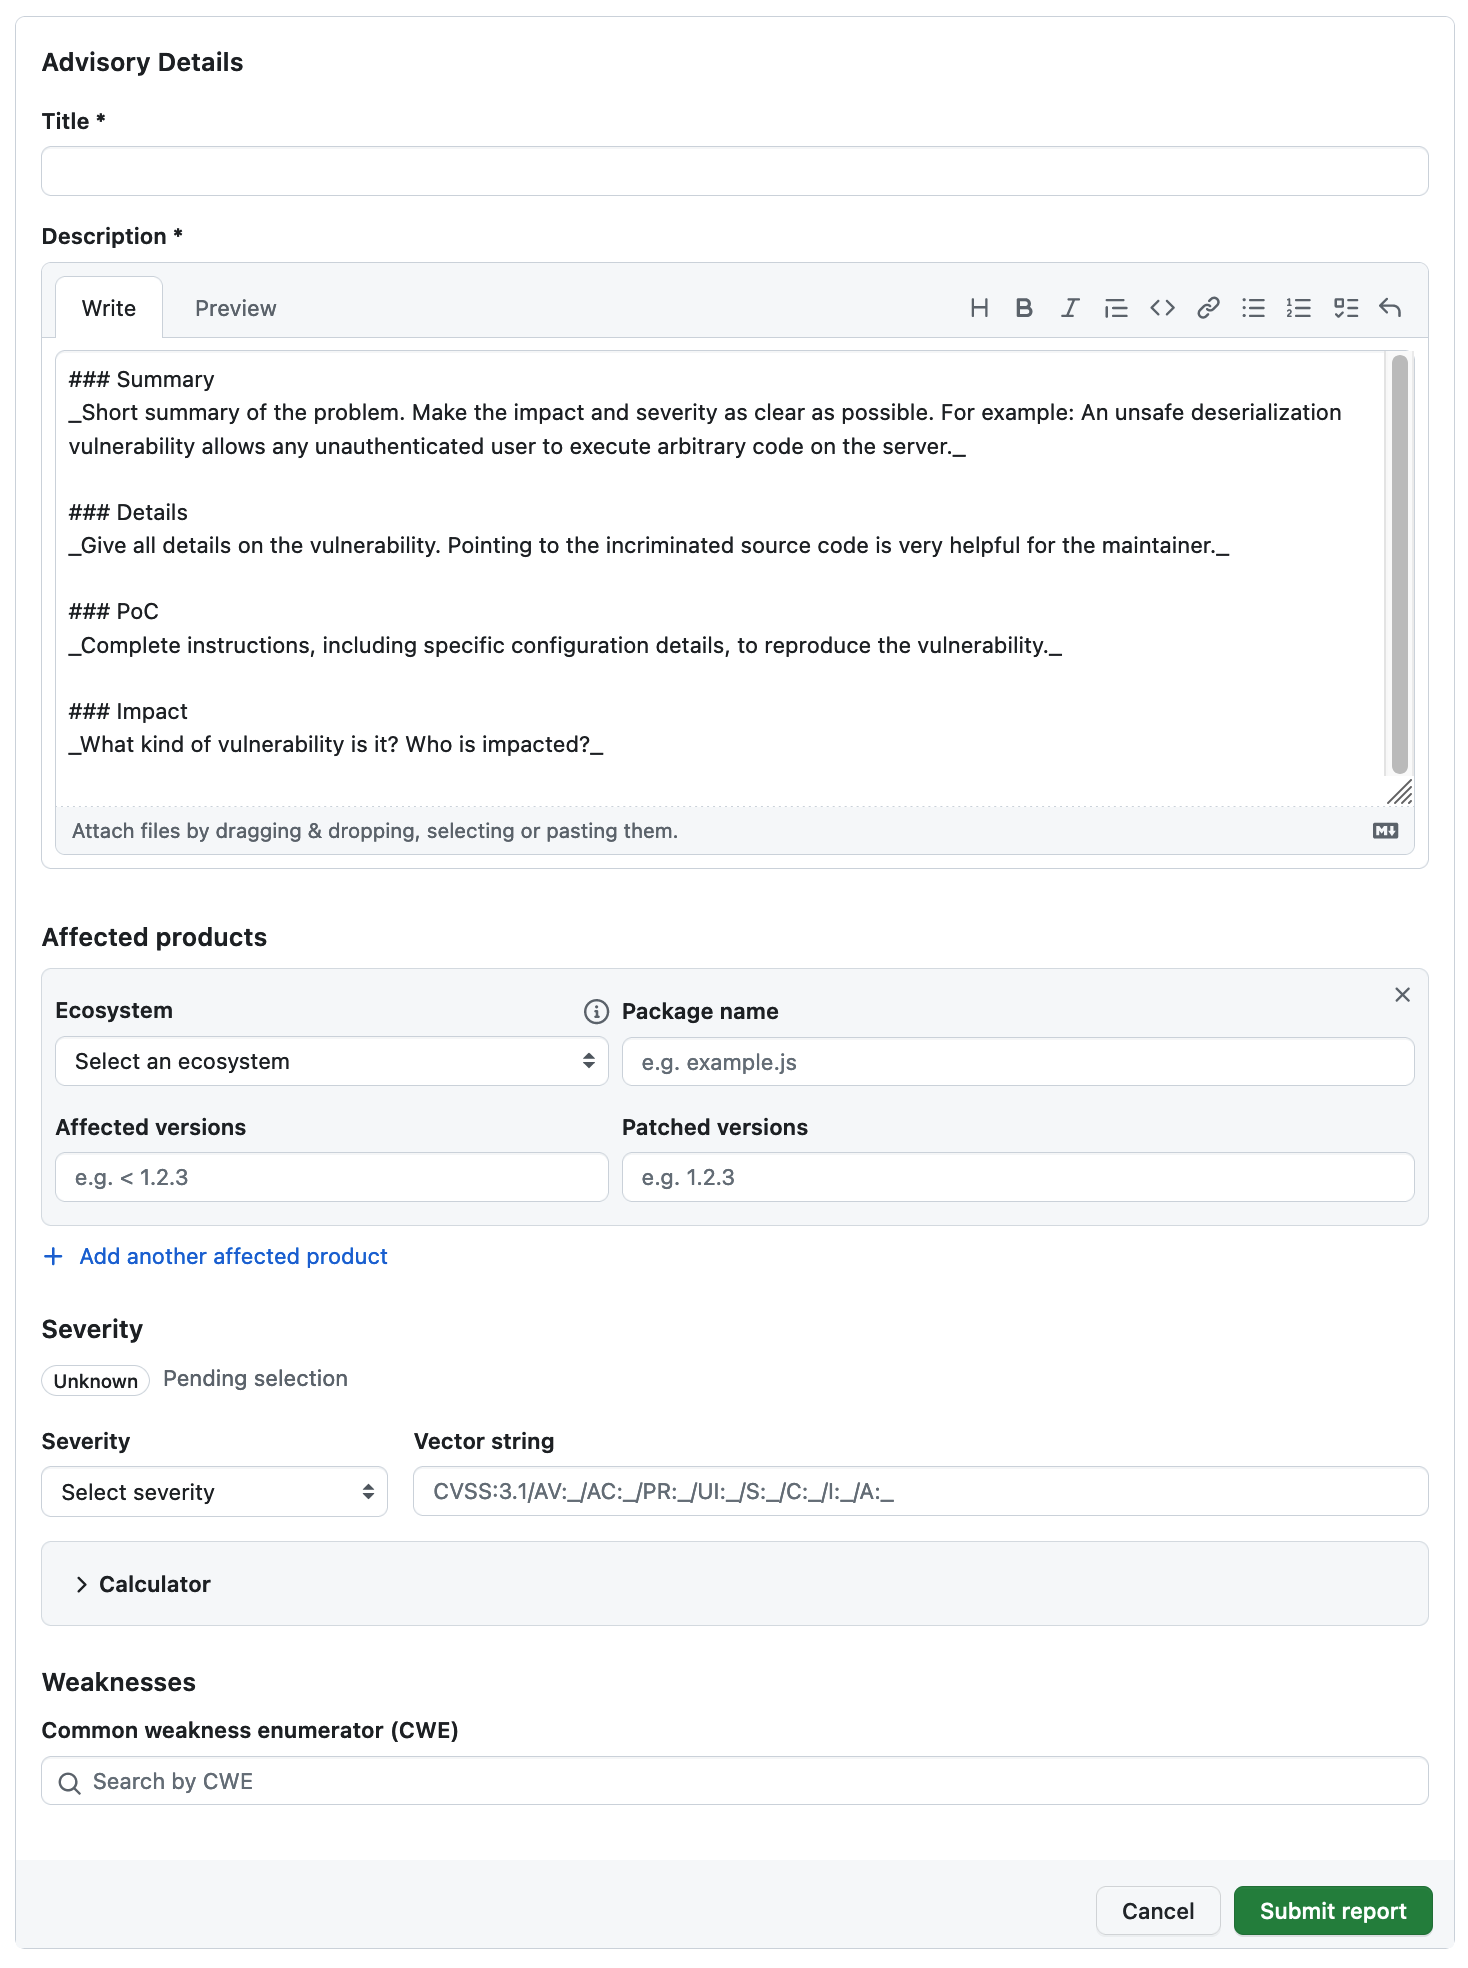 Advisory Details
Title *
Description *
Write
Preview
### Summary
_Short summary of the problem. Make the impact and severity as clear as possible. For example: An unsafe deserialization
vulnerability allows any unauthenticated user to execute arbitrary code on the server._
### Details
_Give all details on the vulnerability. Pointing to the incriminated source code is very helpful for the maintainer._
### PoC
_Complete instructions, including specific configuration details, to reproduce the vulnerability._
### Impact
_What kind of vulnerability is it? Who is impacted?_
Attach files by dragging & dropping, selecting or pasting them.
Affected products
Ecosystem
Package name
Select an ecosystem
e.g. example.js
Affected versions
Patched versions
e.g. < 1.2.3
e.g. 1.2.3
+ Add another affected product
Severity
Unknown
Pending selection
Severity
Vector string
Select severity
CVSS:3.1/AV:_/AC:_/PR:_/UI:_/S:_/C:_/I:_/A:_
Calculator
Weaknesses
Common weakness enumerator (CWE)
Search by CWE
Cancel
Submit report